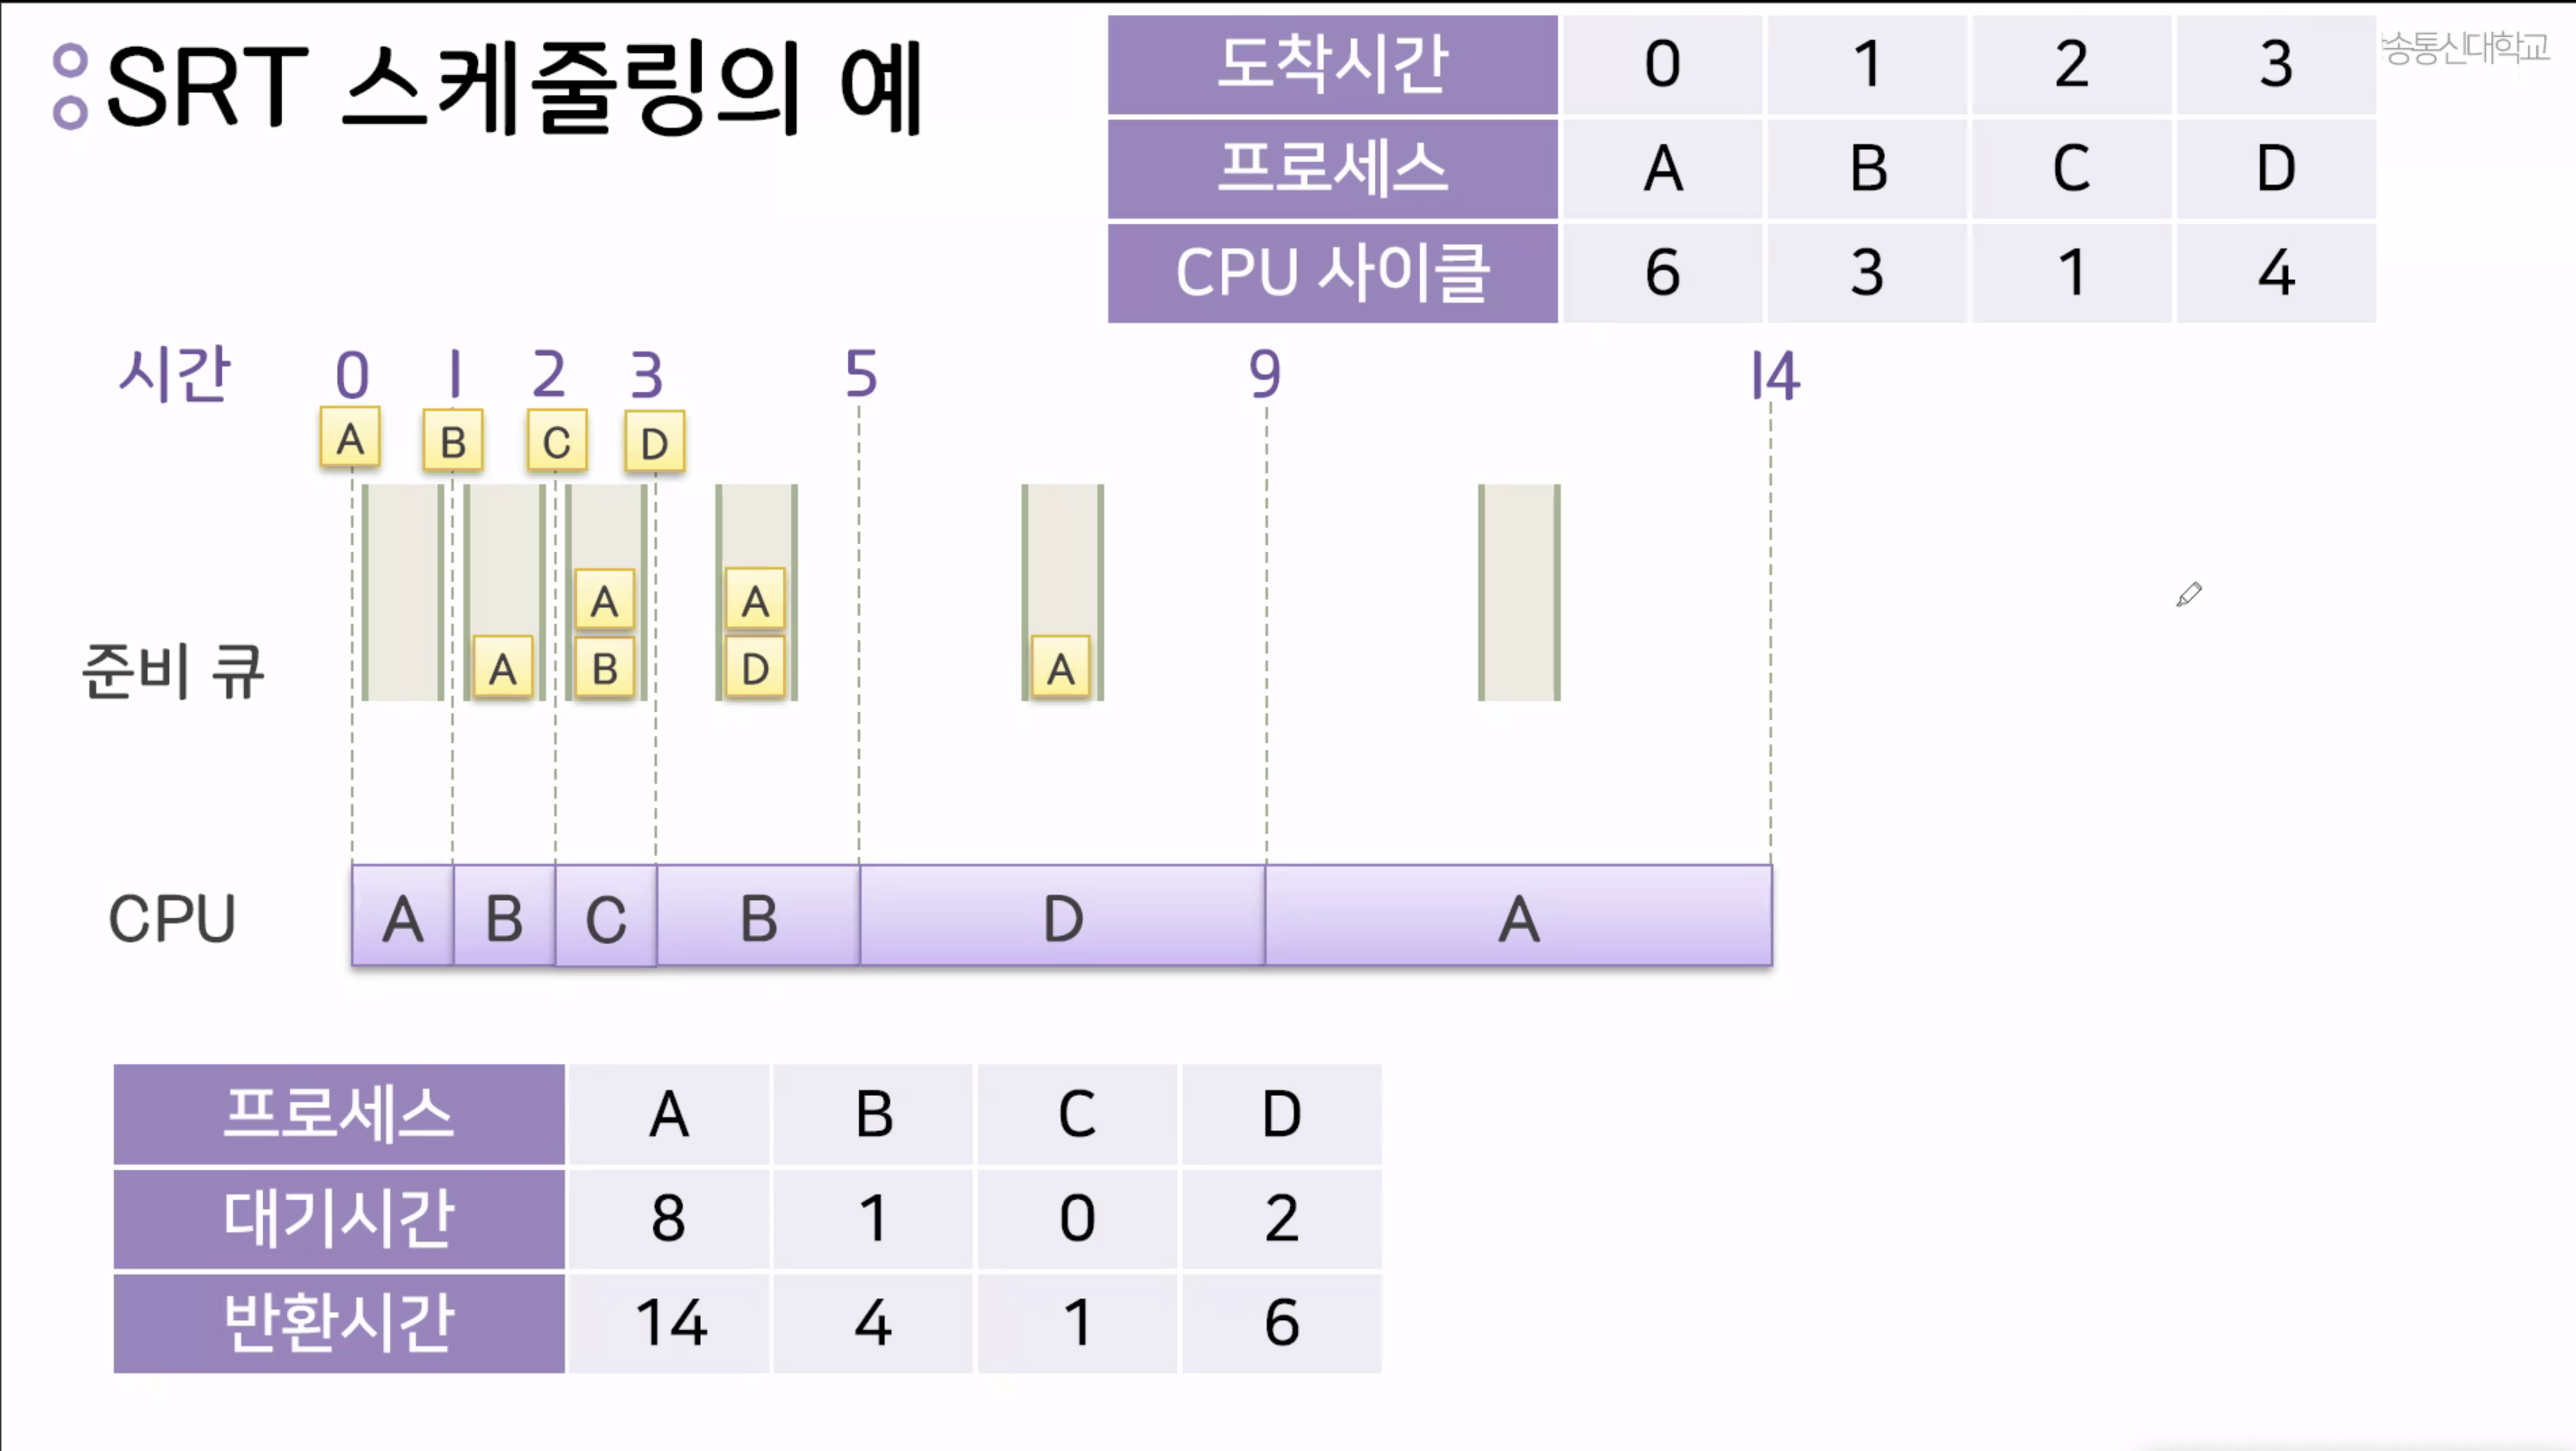 SRT 스케줄링의 예
도착시간 0 1 2 3
프로세스 A B C D
CPU 사이클 6 3 1 4
송통신대학교
시간 0 1 2 3 5 9 14
A B C D
A A
준비 큐 A B D A
CPU A B C B D A
프로세스 A B C D
대기시간 8 1 0 2
반환시간 14 4 1 6